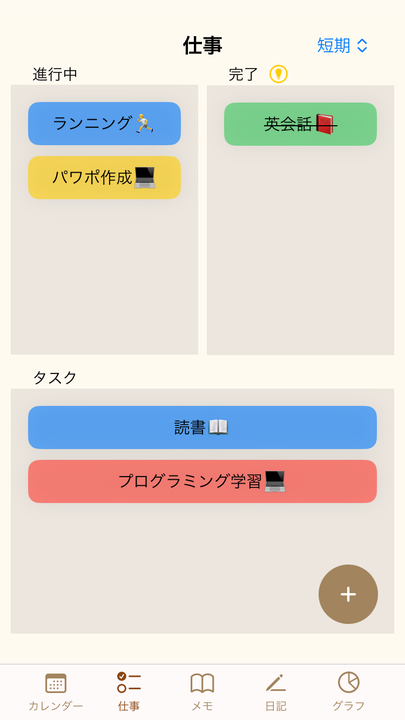 仕事
短期
進行中
完了
ランニング🏃
パワポ作成💻
英会話📕
タスク
読書📖
プログラミング学習💻
+
カレンダー
仕事
メモ
日記
グラフ